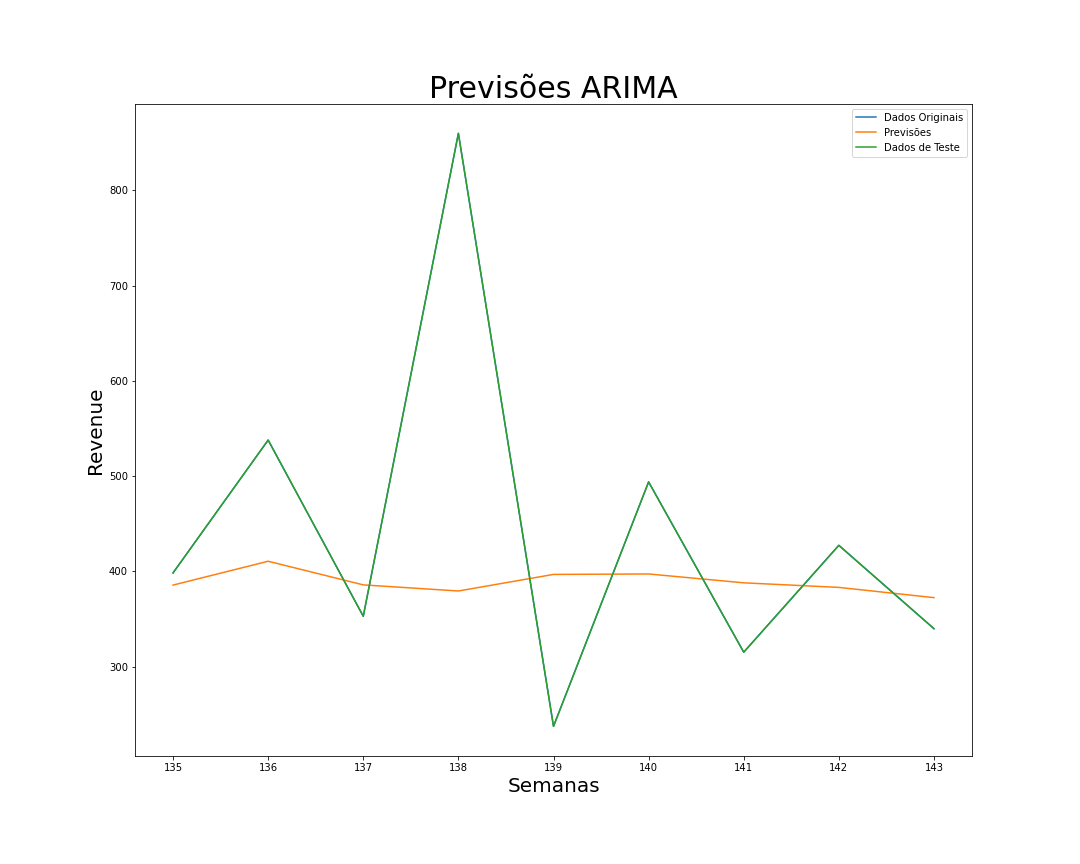 Previsões ARIMA
Dados Originais
Previsões
Dados de Teste
Revenue
800
700
600
500
400
300
135 136 137 138 139 140 141 142 143
Semanas